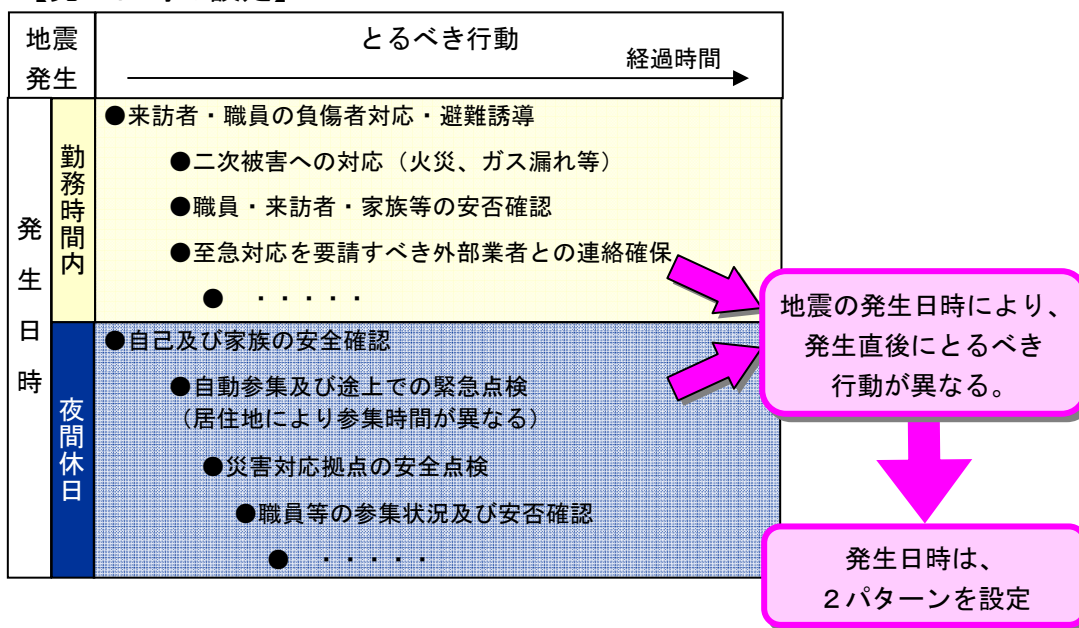 地震
発生
とるべき行動
経過時間
発生日時
勤務時間内
●来訪者・職員の負傷者対応・避難誘導
●二次被害への対応（火災、ガス漏れ等）
●職員・来訪者・家族等の安否確認
●至急対応を要請すべき外部業者との連絡確保
●　・・・・・
夜間休日
●自己及び家族の安全確認
●自動参集及び途上での緊急点検
（居住地により参集時間が異なる）
●災害対応拠点の安全点検
●職員等の参集状況及び安否確認
●　・・・・・
地震の発生日時により、
発生直後にとるべき
行動が異なる。
発生日時は、
２パターンを設定